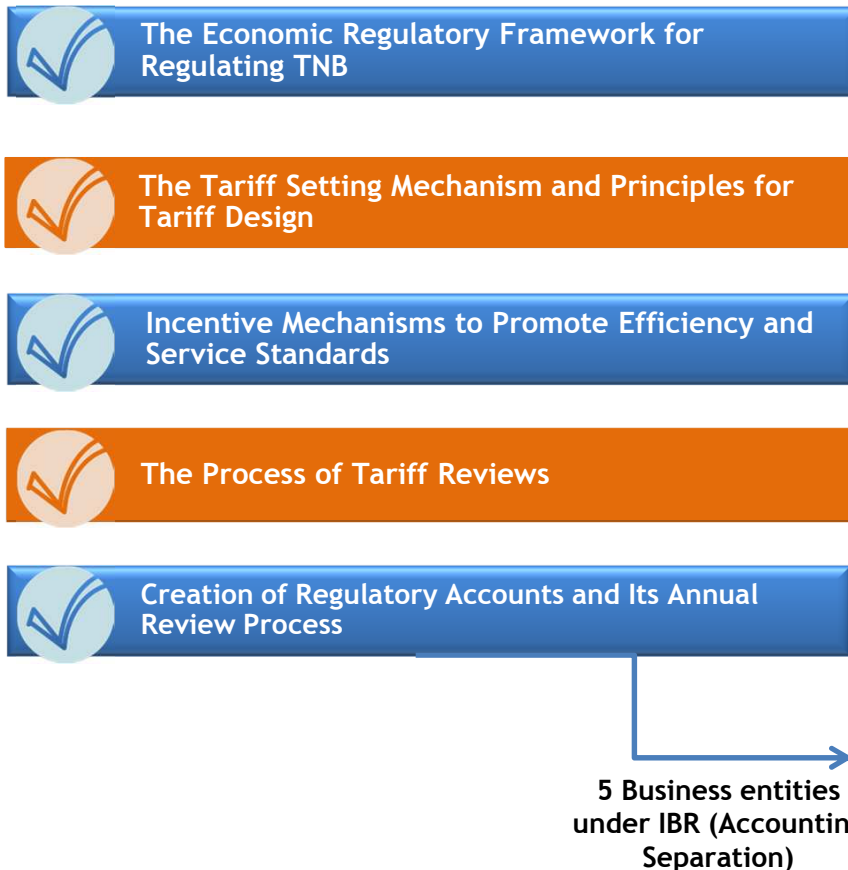 The Economic Regulatory Framework for
Regulating TNB
The Tariff Setting Mechanism and Principles for
Tariff Design
Incentive Mechanisms to Promote Efficiency and
Service Standards
The Process of Tariff Reviews
Creation of Regulatory Accounts and Its Annual
Review Process
5 Business entities
under IBR (Accountin
Separation)